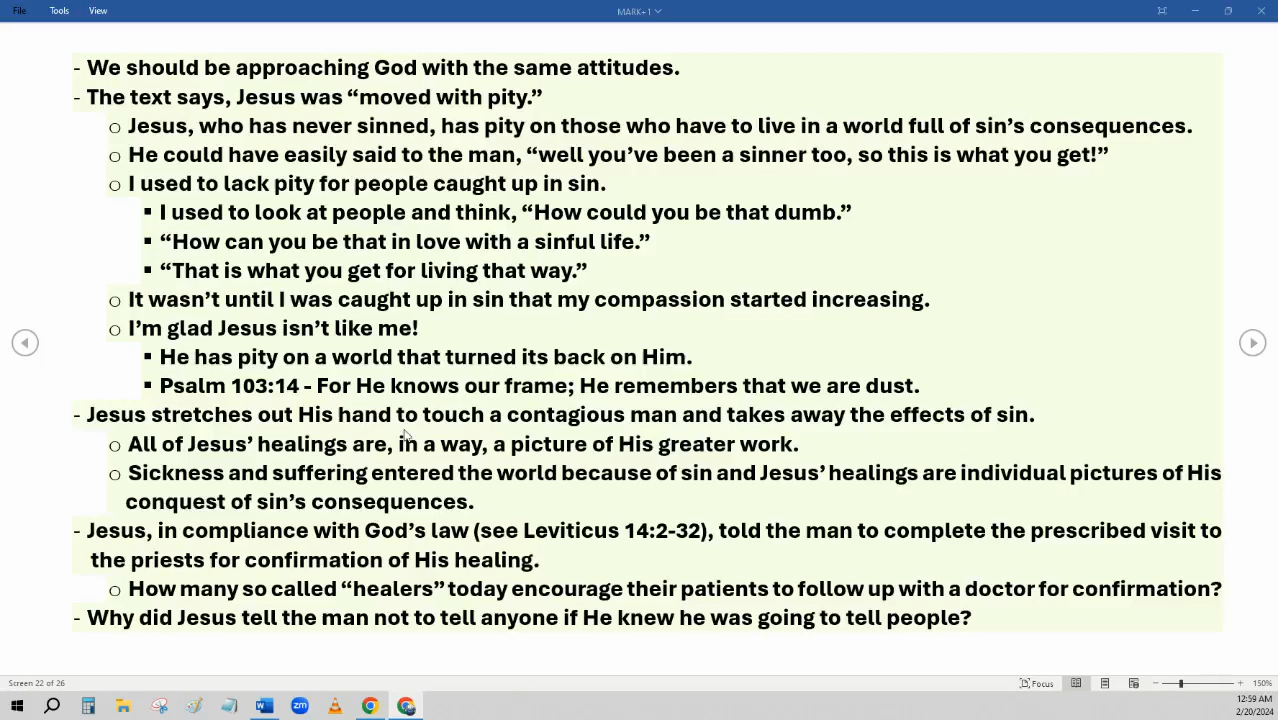 File Tools View MARK+1
- We should be approaching God with the same attitudes.
- The text says, Jesus was “moved with pity.”
o Jesus, who has never sinned, has pity on those who have to live in a world full of sin’s consequences.
o He could have easily said to the man, “well you’ve been a sinner too, so this is what you get!”
o I used to lack pity for people caught up in sin.
▪ I used to look at people and think, “How could you be that dumb.”
▪ “How can you be that in love with a sinful life.”
▪ “That is what you get for living that way.”
o It wasn’t until I was caught up in sin that my compassion started increasing.
o I’m glad Jesus isn’t like me!
▪ He has pity on a world that turned its back on Him.
▪ Psalm 103:14 - For He knows our frame; He remembers that we are dust.
- Jesus stretches out His hand to touch a contagious man and takes away the effects of sin.
o All of Jesus’ healings are, in a way, a picture of His greater work.
o Sickness and suffering entered the world because of sin and Jesus’ healings are individual pictures of His
conquest of sin’s consequences.
- Jesus, in compliance with God’s law (see Leviticus 14:2-32), told the man to complete the prescribed visit to
the priests for confirmation of His healing.
o How many so called “healers” today encourage their patients to follow up with a doctor for confirmation?
- Why did Jesus tell the man not to tell anyone if He knew he was going to tell people?
Screen 22 of 26 Focus 150%
W zm 12:59 AM
2/20/2024